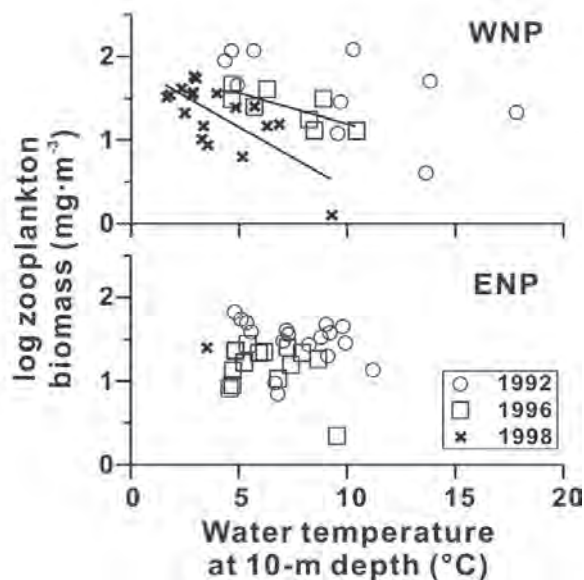 WNP
2
1
0
log zooplankton
biomass (mg·m⁻³)
ENP
2
1
0
1992
1996
1998
0 5 10 15 20
Water temperature
at 10-m depth (°C)